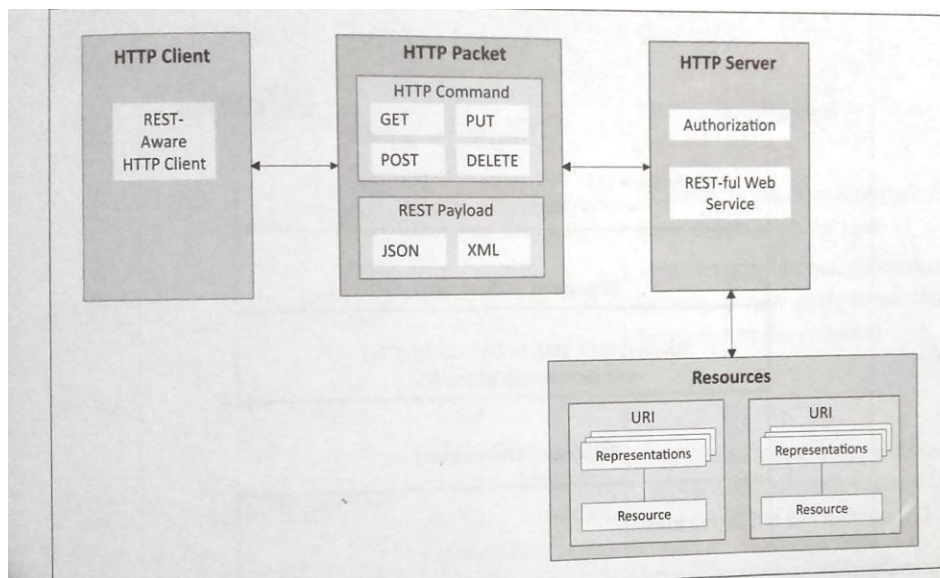 HTTP Client
REST-
Aware
HTTP Client
HTTP Packet
HTTP Command
GET
PUT
POST
DELETE
REST Payload
JSON
XML
HTTP Server
Authorization
REST-ful Web
Service
Resources
URI
Representations
Resource
URI
Representations
Resource